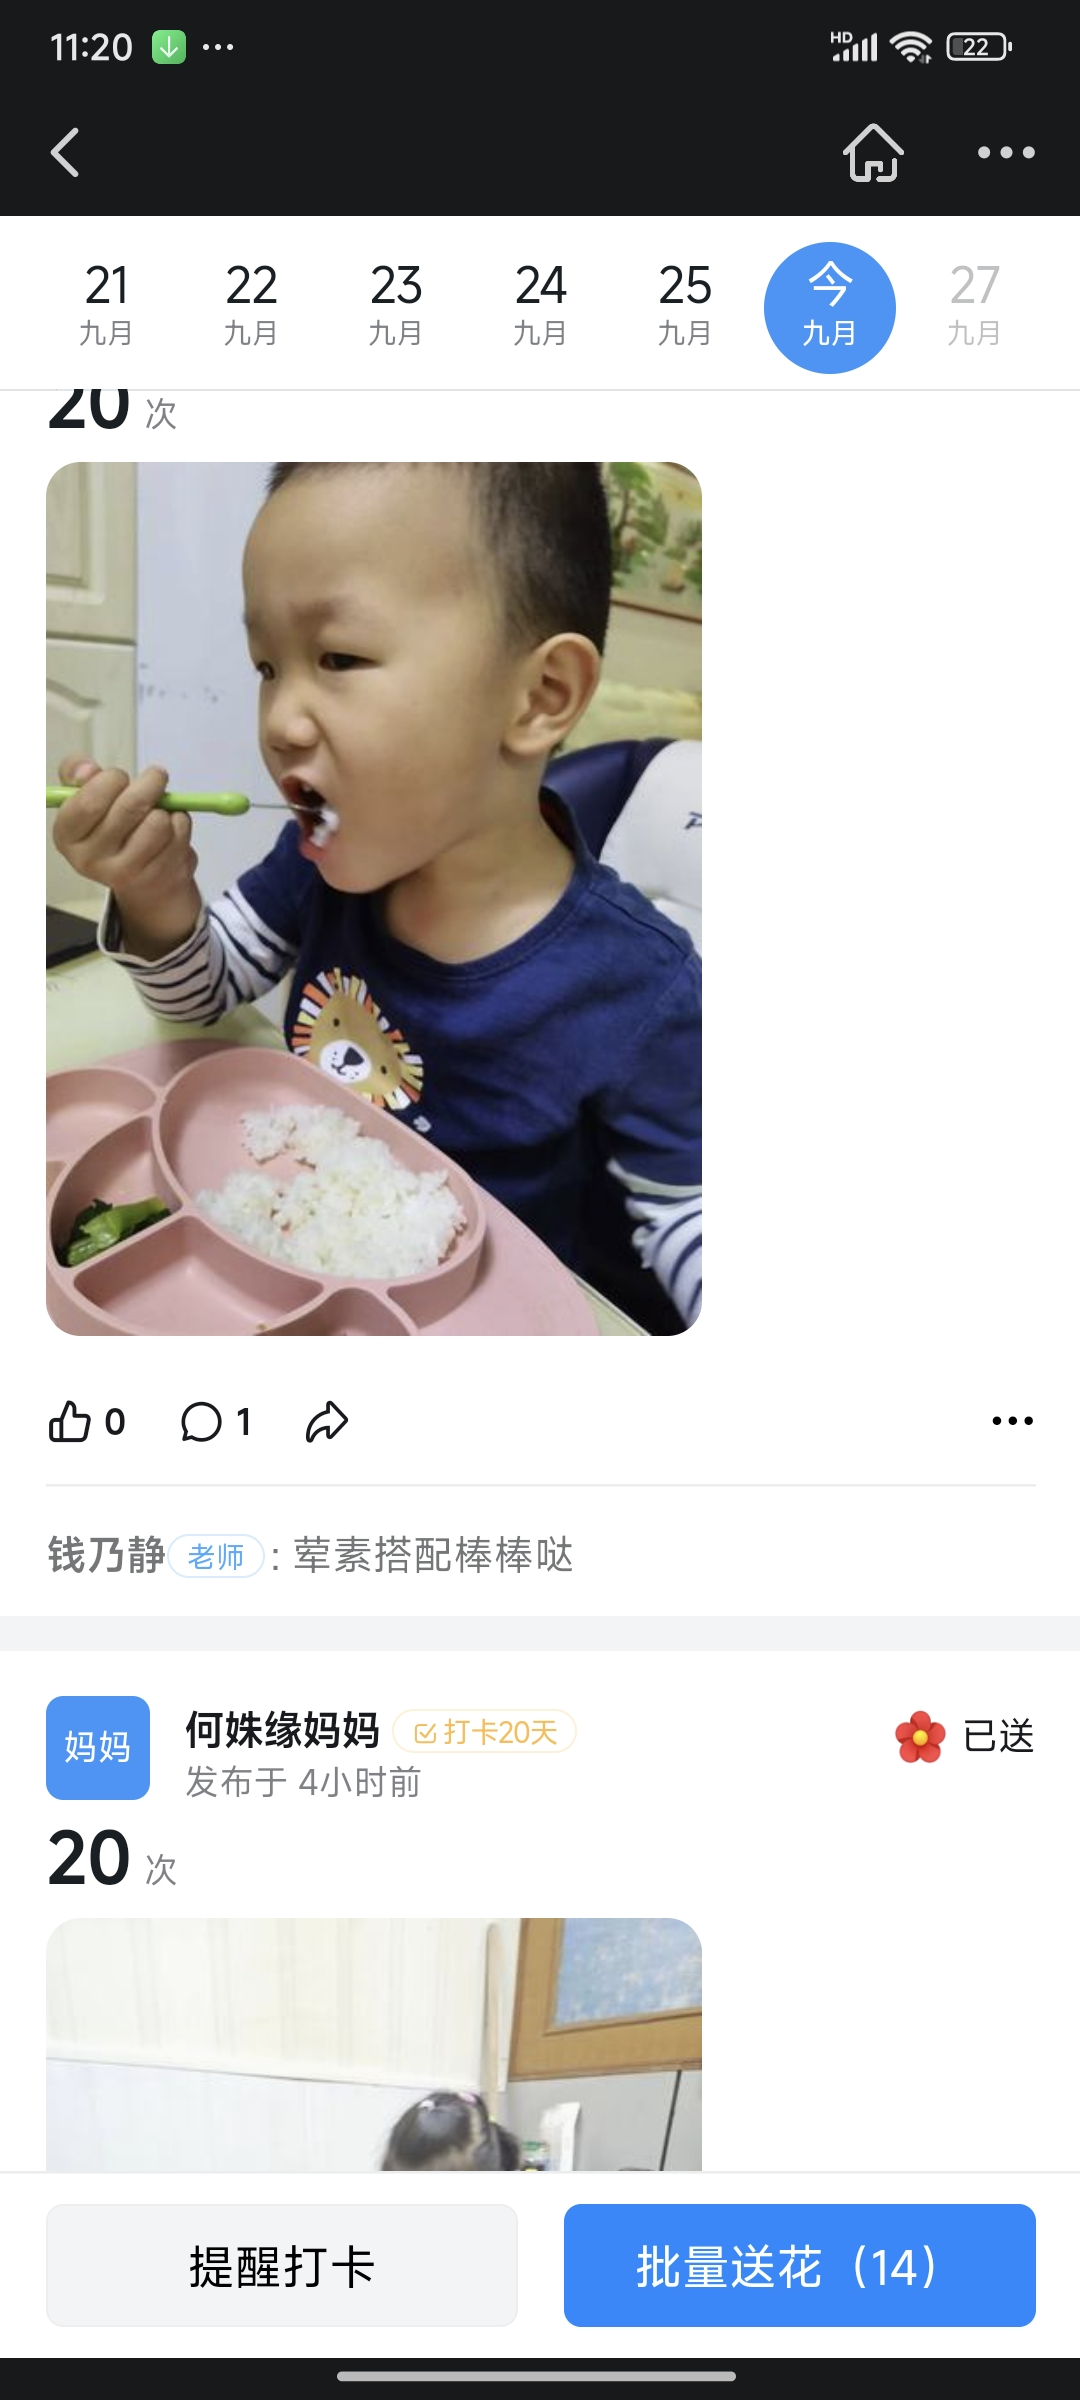 11:20
HD
22
21 22 23 24 25 今 27
九月 九月 九月 九月 九月 九月 九月
20 次
0 1
钱乃静 老师 : 荤素搭配棒棒哒
妈妈
何姝缘妈妈 打卡20天 已送
发布于 4小时前
20 次
提醒打卡 批量送花（14）